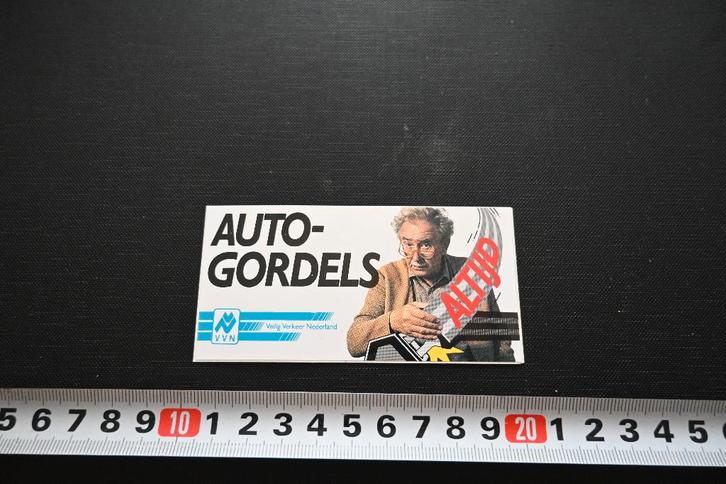 AUTO-
GORDELS
ALTIJD
VVN
Veilig Verkeer Nederland
5 6 7 8 9 10 1 2 3 4 5 6 7 8 9 20 1 2 3 4 5